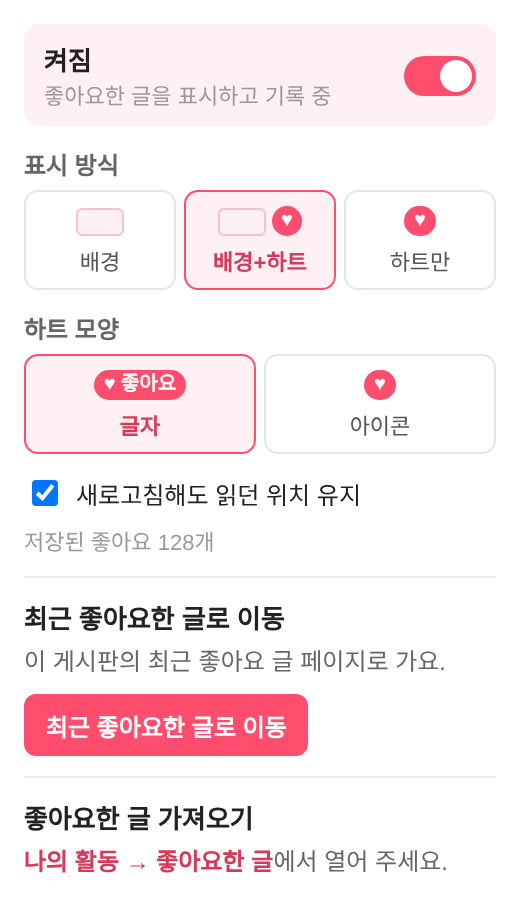 켜짐
좋아요한 글을 표시하고 기록 중
표시 방식
배경
♥
배경+하트
♥
하트만
하트 모양
♥ 좋아요
글자
♥
아이콘
새로고침해도 읽던 위치 유지
저장된 좋아요 128개
최근 좋아요한 글로 이동
이 게시판의 최근 좋아요 글 페이지로 가요.
최근 좋아요한 글로 이동
좋아요한 글 가져오기
나의 활동 → 좋아요한 글에서 열어 주세요.